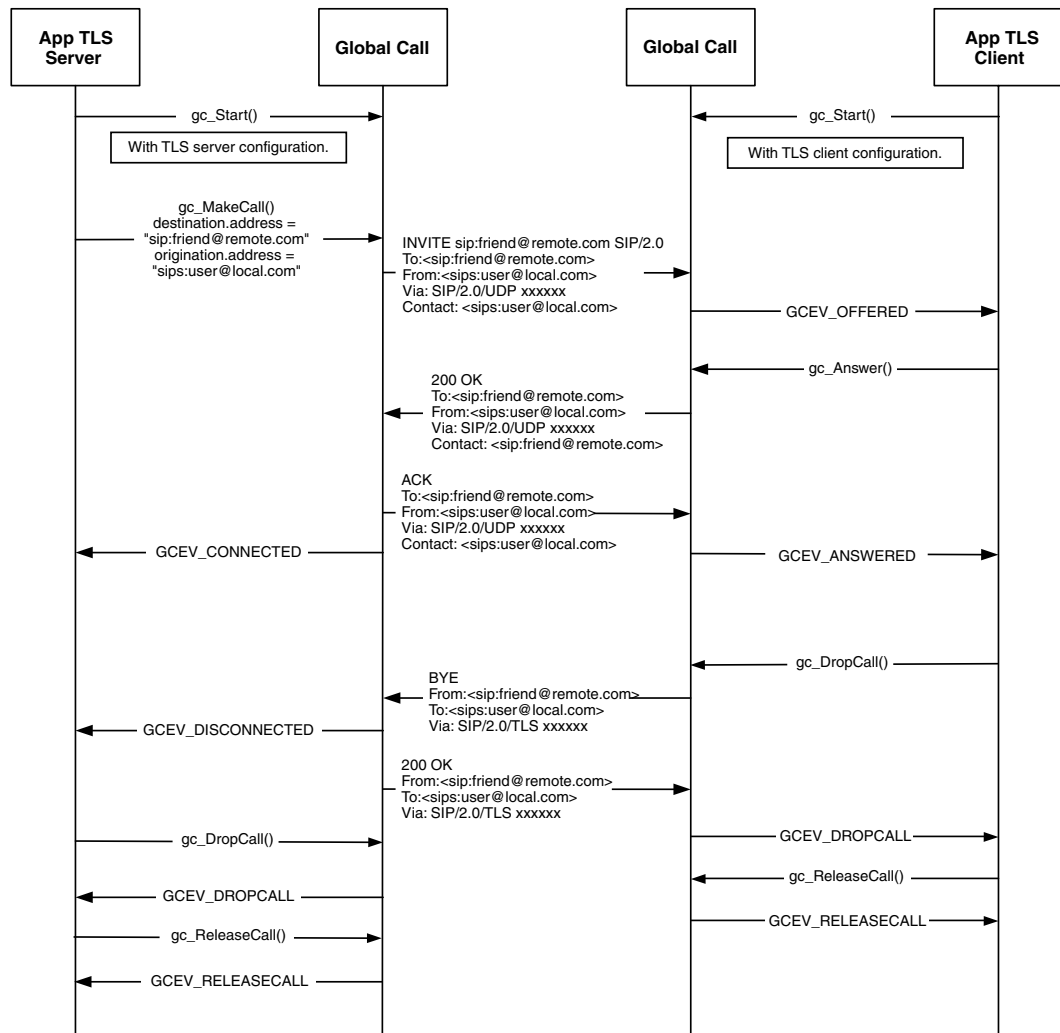 App TLS
Server
Global Call
Global Call
App TLS
Client
gc_Start()
gc_Start()
With TLS server configuration.
With TLS client configuration.
gc_MakeCall()
destination.address =
"sip:friend@remote.com"
origination.address =
"sips:user@local.com"
INVITE sip:friend@remote.com SIP/2.0
To:<sip:friend@remote.com>
From:<sips:user@local.com>
Via: SIP/2.0/UDP xxxxxx
Contact: <sips:user@local.com>
GCEV_OFFERED
gc_Answer()
200 OK
To:<sip:friend@remote.com>
From:<sips:user@local.com>
Via: SIP/2.0/UDP xxxxxx
Contact: <sip:friend@remote.com>
ACK
To:<sip:friend@remote.com>
From:<sips:user@local.com>
Via: SIP/2.0/UDP xxxxxx
Contact: <sips:user@local.com>
GCEV_CONNECTED
GCEV_ANSWERED
gc_DropCall()
BYE
From:<sip:friend@remote.com>
To:<sips:user@local.com>
Via: SIP/2.0/TLS xxxxxx
GCEV_DISCONNECTED
200 OK
From:<sip:friend@remote.com>
To:<sips:user@local.com>
Via: SIP/2.0/TLS xxxxxx
gc_DropCall()
GCEV_DROPCALL
gc_ReleaseCall()
GCEV_DROPCALL
GCEV_RELEASECALL
gc_ReleaseCall()
GCEV_RELEASECALL